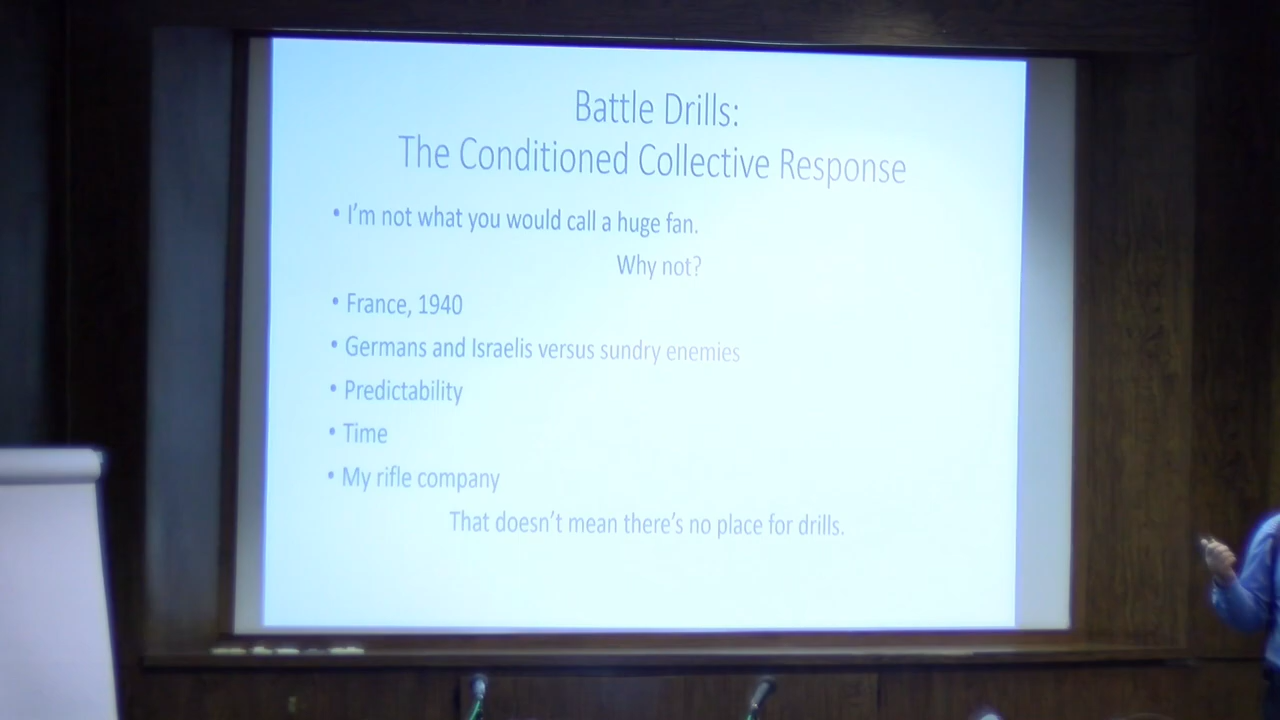 Battle Drills:
The Conditioned Collective Response
• I'm not what you would call a huge fan.
Why not?
• France, 1940
• Germans and Israelis versus sundry enemies
• Predictability
• Time
• My rifle company
That doesn't mean there's no place for drills.